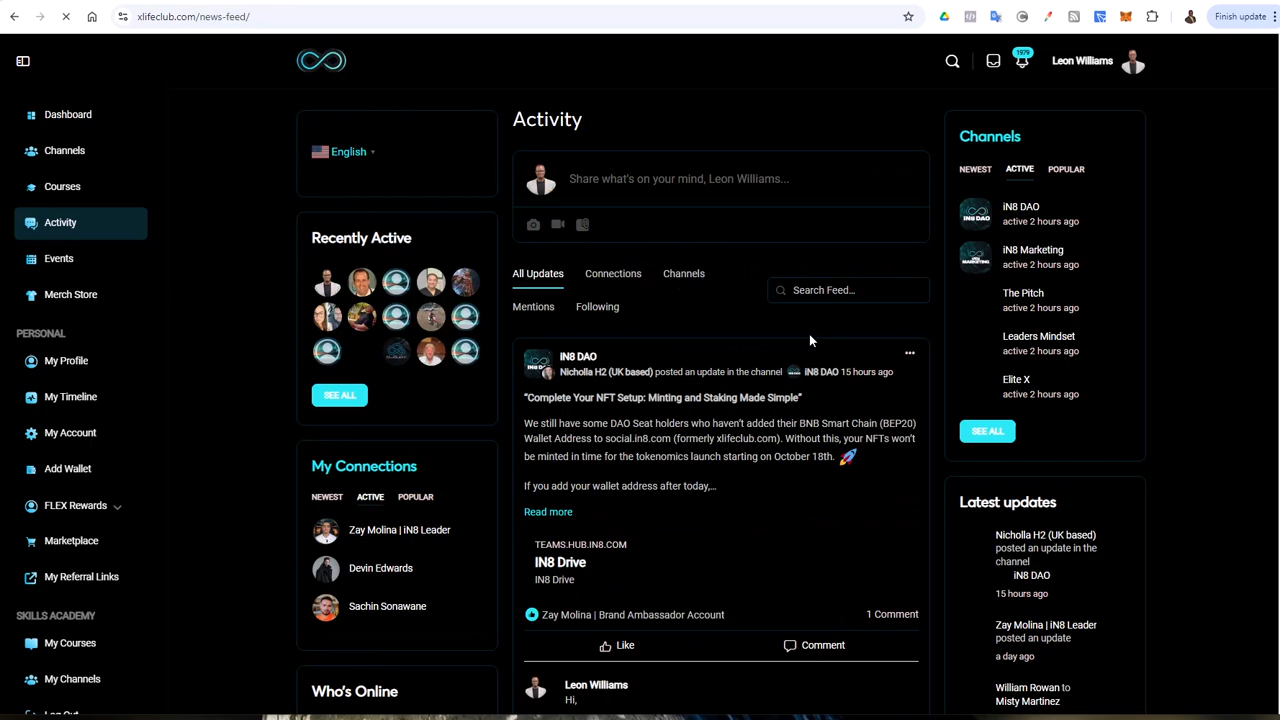 xlifeclub.com/news-feed/
Finish update
1979
Leon Williams
Dashboard
Channels
Courses
Activity
Events
Merch Store
PERSONAL
My Profile
My Timeline
My Account
Add Wallet
FLEX Rewards
Marketplace
My Referral Links
SKILLS ACADEMY
My Courses
My Channels
Log Out
English
Recently Active
SEE ALL
My Connections
NEWEST ACTIVE POPULAR
Zay Molina | iN8 Leader
Devin Edwards
Sachin Sonawane
Who's Online
Activity
Share what's on your mind, Leon Williams...
All Updates Connections Channels
Mentions Following
Search Feed...
iN8 DAO
Nicholla H2 (UK based) posted an update in the channel iN8 DAO 15 hours ago
“Complete Your NFT Setup: Minting and Staking Made Simple”
We still have some DAO Seat holders who haven’t added their BNB Smart Chain (BEP20)
Wallet Address to social.in8.com (formerly xlifeclub.com). Without this, your NFTs won’t
be minted in time for the tokenomics launch starting on October 18th. 🚀
If you add your wallet address after today,...
Read more
TEAMS.HUB.IN8.COM
IN8 Drive
IN8 Drive
Zay Molina | Brand Ambassador Account
1 Comment
Like
Comment
Leon Williams
Hi,
Channels
NEWEST ACTIVE POPULAR
iN8 DAO
active 2 hours ago
iN8 Marketing
active 2 hours ago
The Pitch
active 2 hours ago
Leaders Mindset
active 2 hours ago
Elite X
active 2 hours ago
SEE ALL
Latest updates
Nicholla H2 (UK based)
posted an update in the
channel
iN8 DAO
15 hours ago
Zay Molina | iN8 Leader
posted an update
a day ago
William Rowan to
Misty Martinez